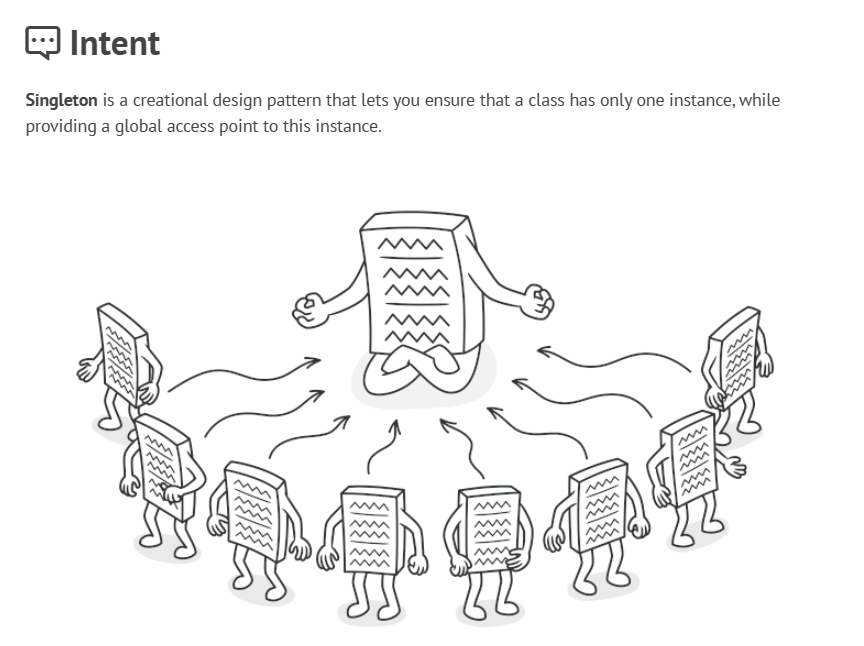 Intent
Singleton is a creational design pattern that lets you ensure that a class has only one instance, while
providing a global access point to this instance.